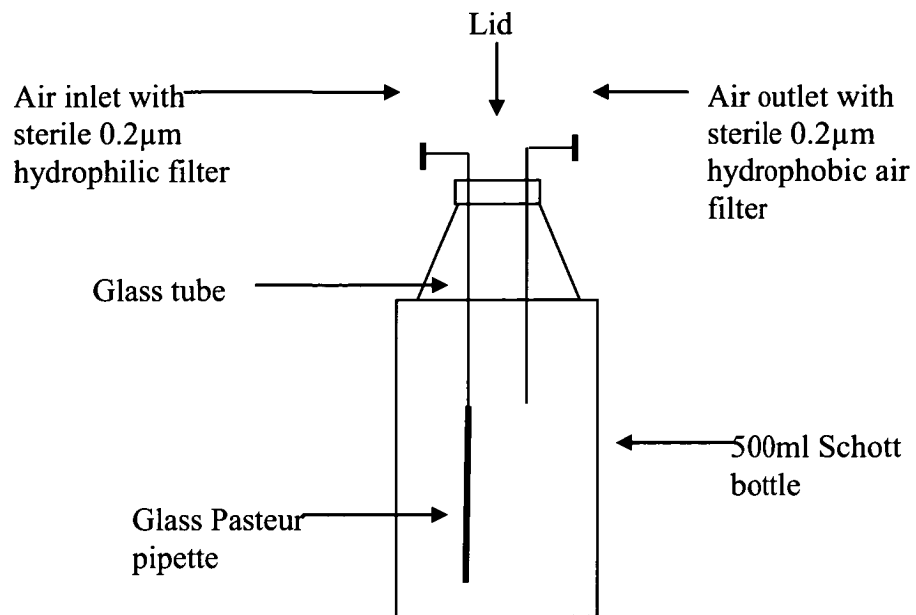 Lid
Air inlet with
sterile 0.2µm
hydrophilic filter
Air outlet with
sterile 0.2µm
hydrophobic air
filter
Glass tube
500ml Schott
bottle
Glass Pasteur
pipette